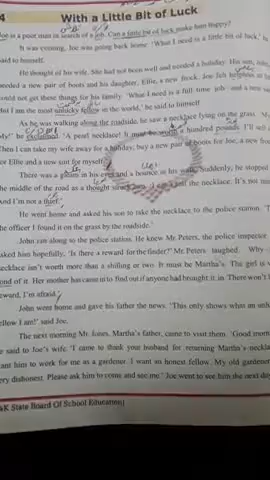 4 With a Little Bit of Luck
Joe is a poor man in search of a job. Can a little bit of luck make him happy?
It was evening. Joe was going back home. 'What I need is a little bit of luck', he
said to himself.
He thought of his wife. She had not been well and needed a holiday. His son, John,
needed a new pair of boots and his daughter, Ellie, a new frock. Joe felt
could not get these things for his family. 'What I need is a full time job and a new
But I am the most unlucky fellow in the world,' he said to himself
As he was walking along the roadside, he saw a necklace lying on the grass. 'M
My!' he exclaimed. 'A pearl necklace! It must be worth a hundred pounds. I'll sell
Then I can take my wife away for a holiday, buy a new pair of boots for Joe, a new fro
for Ellie and a new suit for myself
There was a gleam in his eyes and a bounce in his walk. Suddenly, he stopped
the middle of the road as a thought struck him. 'I can't sell the necklace. It's not mi
And I'm not a thief.'
He went home and asked his son to take the necklace to the police station. 'T
the officer I found it on the grass by the roadside.'
John ran along to the police station. He knew Mr. Peters, the police inspector
asked him hopefully, 'Is there a reward for the finder?' Mr. Peters laughed. 'Why
necklace isn't worth more than a shilling or two. It must be Martha's. The girl is v
fond of it. Her mother has came in to find out if anyone had brought it in. There won't
reward, I'm afraid.'
John went home and gave his father the news. 'This only shows what an unl
fellow I am!' said Joe.
The next morning Mr. Jones, Martha's father, came to visit them. 'Good morn
he said to Joe's wife. 'I came to thank your husband for returning Martha's neckla
want him to work for me as a gardener. I want an honest fellow. My old gardener
very dishonest. Please ask him to come and see me.' Joe went to see him the next day
&K State Board Of School Education)